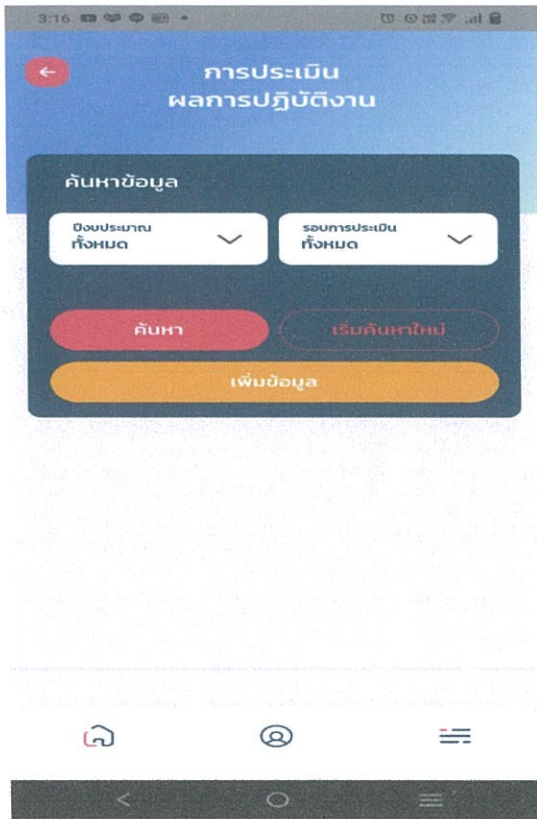 3:16
การประเมิน
ผลการปฏิบัติงาน
ค้นหาข้อมูล
ปีงบประมาณ
ทั้งหมด
รอบการประเมิน
ทั้งหมด
ค้นหา
เริ่มค้นหาใหม่
เพิ่มข้อมูล